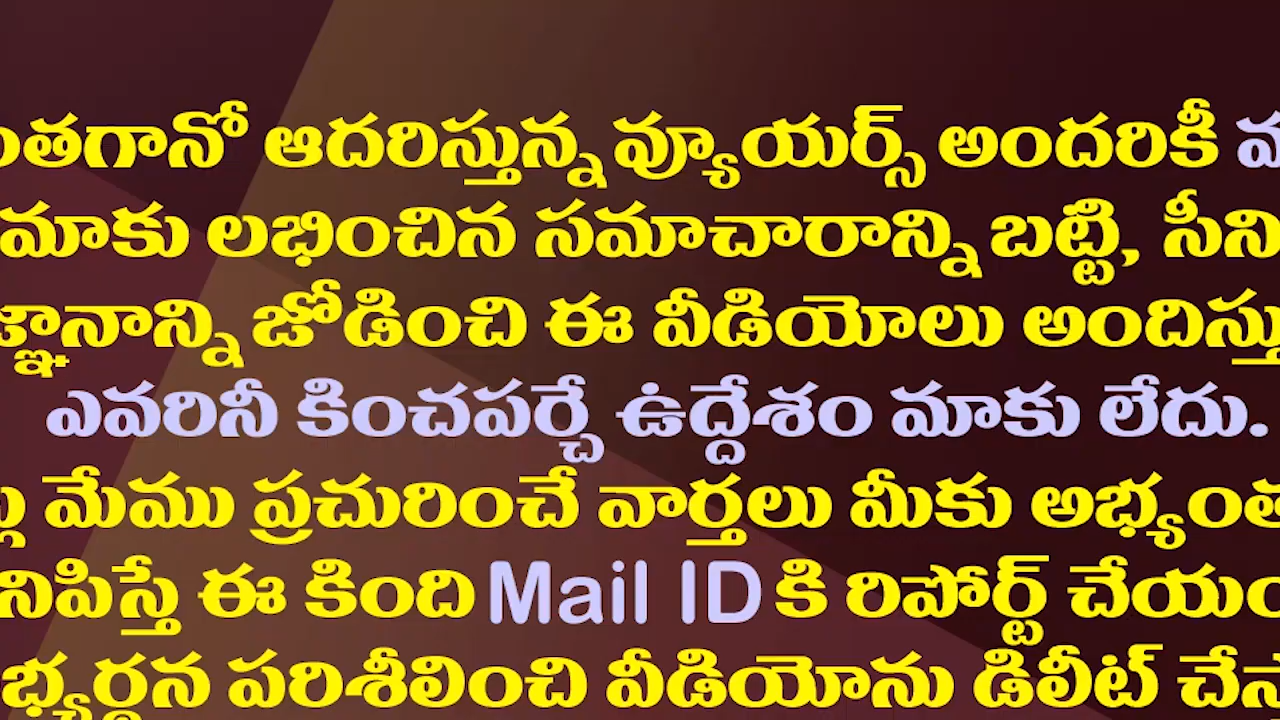 ఆదరిస్తున్న వ్యూయర్స్ అందరికీ
మాకు లభించిన సమాచారాన్ని బట్టి,
జోడించి ఈ వీడియోలు
ఎవరినీ కించపర్చే ఉద్దేశం మాకు లేదు.
మేము ప్రచురించే వార్తలు మీకు
ఈ కింది Mail ID కి రిపోర్ట్
పరిశీలించి వీడియోను డిలీట్